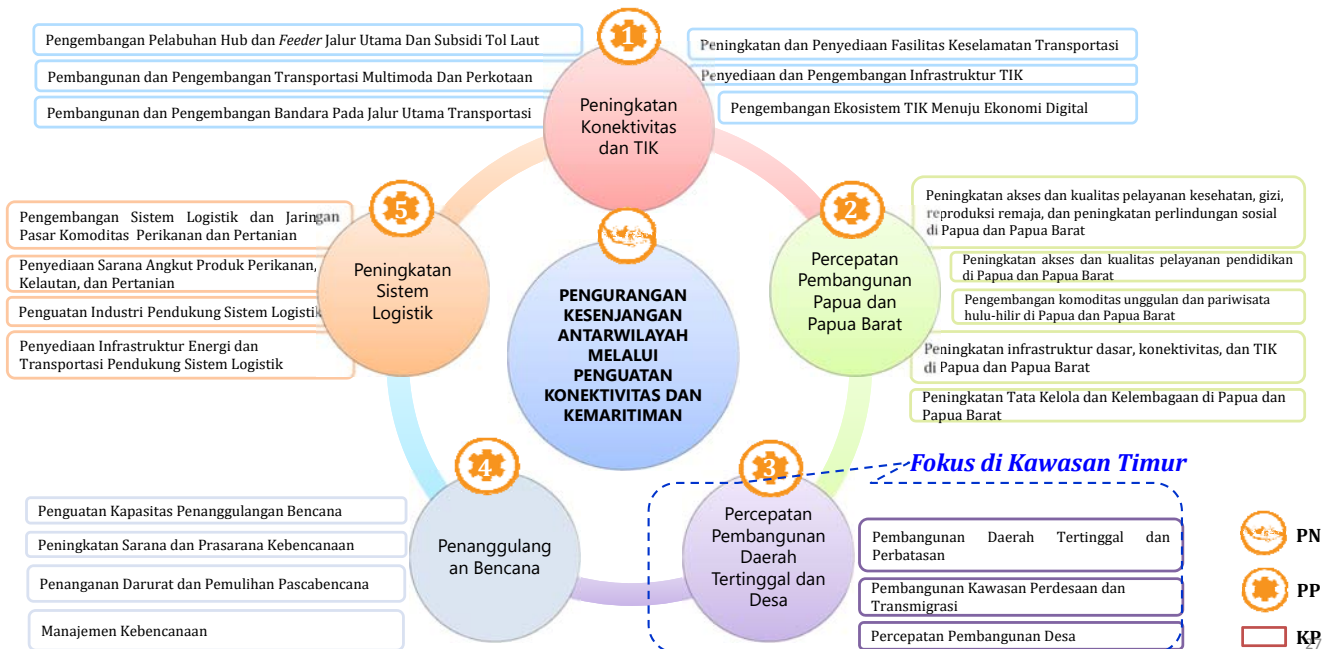 1
Pengembangan Pelabuhan Hub dan Feeder Jalur Utama Dan Subsidi Tol Laut
Pembangunan dan Pengembangan Transportasi Multimoda Dan Perkotaan
Pembangunan dan Pengembangan Bandara Pada Jalur Utama Transportasi
Peningkatan
Konektivitas
dan TIK
Peningkatan dan Penyediaan Fasilitas Keselamatan Transportasi
Penyediaan dan Pengembangan Infrastruktur TIK
Pengembangan Ekosistem TIK Menuju Ekonomi Digital
5
Pengembangan Sistem Logistik dan Jaringan
Pasar Komoditas Perikanan dan Pertanian
Penyediaan Sarana Angkut Produk Perikanan,
Kelautan, dan Pertanian
Penguatan Industri Pendukung Sistem Logistik
Penyediaan Infrastruktur Energi dan
Transportasi Pendukung Sistem Logistik
Peningkatan
Sistem
Logistik
PENGURANGAN
KESENJANGAN
ANTARWILAYAH
MELALUI
PENGUATAN
KONEKTIVITAS DAN
KEMARITIMAN
2
Percepatan
Pembangunan
Papua dan
Papua Barat
Peningkatan akses dan kualitas pelayanan kesehatan, gizi,
reproduksi remaja, dan peningkatan perlindungan sosial
di Papua dan Papua Barat
Peningkatan akses dan kualitas pelayanan pendidikan
di Papua dan Papua Barat
Pengembangan komoditas unggulan dan pariwisata
hulu-hilir di Papua dan Papua Barat
Peningkatan infrastruktur dasar, konektivitas, dan TIK
di Papua dan Papua Barat
Peningkatan Tata Kelola dan Kelembagaan di Papua dan
Papua Barat
4
Penguatan Kapasitas Penanggulangan Bencana
Peningkatan Sarana dan Prasarana Kebencanaan
Penanganan Darurat dan Pemulihan Pascabencana
Manajemen Kebencanaan
Penanggulang
an Bencana
3
Fokus di Kawasan Timur
Percepatan
Pembangunan
Daerah
Tertinggal dan
Desa
Pembangunan Daerah Tertinggal dan
Perbatasan
Pembangunan Kawasan Perdesaan dan
Transmigrasi
Percepatan Pembangunan Desa
PN
PP
KP
27